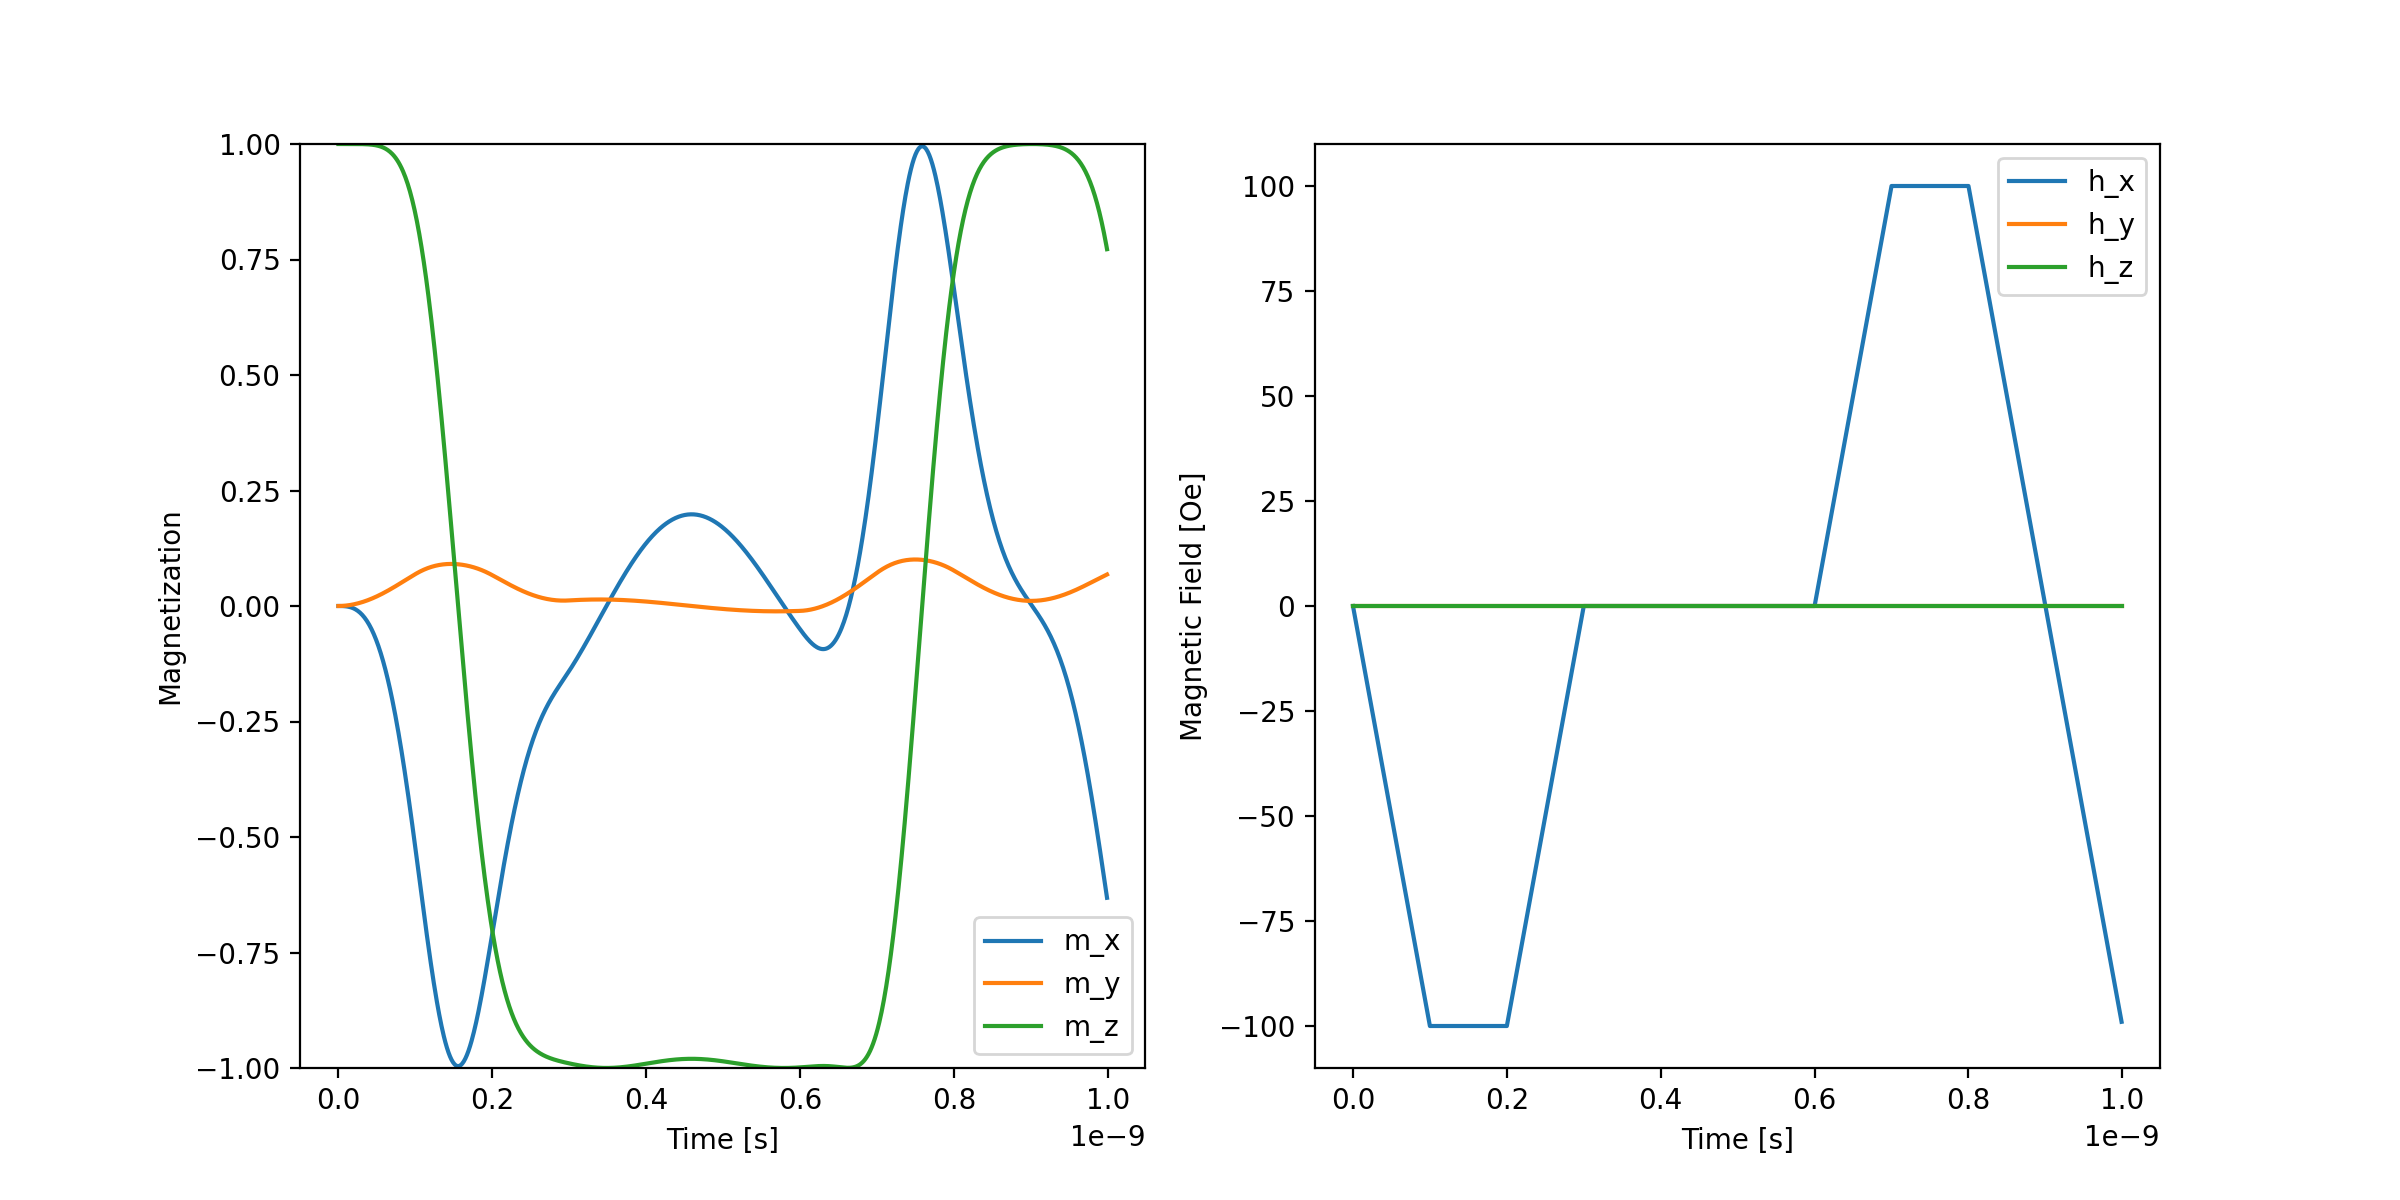 Magnetization
1.00
0.75
0.50
0.25
0.00
−0.25
−0.50
−0.75
−1.00
0.0 0.2 0.4 0.6 0.8 1.0
1e−9
Time [s]
m_x
m_y
m_z
Magnetic Field [Oe]
100
75
50
25
0
−25
−50
−75
−100
0.0 0.2 0.4 0.6 0.8 1.0
1e−9
Time [s]
h_x
h_y
h_z